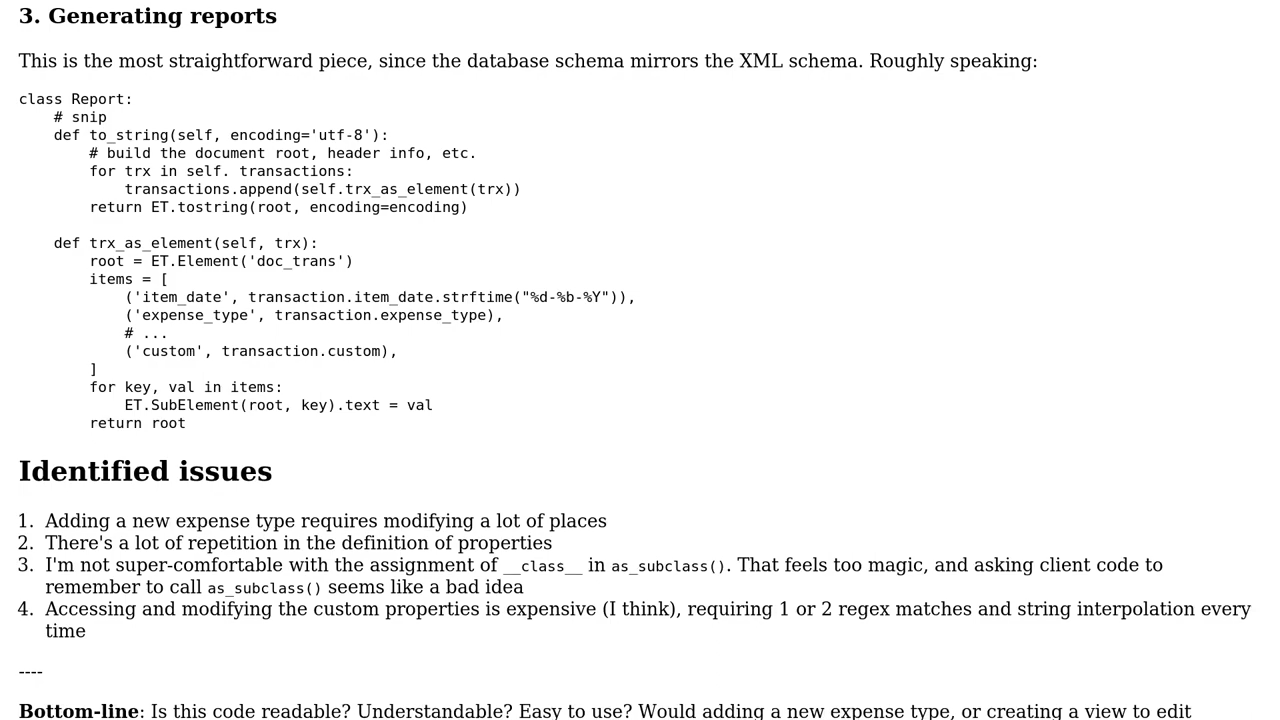 3. Generating reports
This is the most straightforward piece, since the database schema mirrors the XML schema. Roughly speaking:
class Report:
    # snip
    def to_string(self, encoding='utf-8'):
        # build the document root, header info, etc.
        for trx in self. transactions:
            transactions.append(self.trx_as_element(trx))
        return ET.tostring(root, encoding=encoding)

    def trx_as_element(self, trx):
        root = ET.Element('doc_trans')
        items = [
            ('item_date', transaction.item_date.strftime("%d-%b-%Y")),
            ('expense_type', transaction.expense_type),
            # ...
            ('custom', transaction.custom),
        ]
        for key, val in items:
            ET.SubElement(root, key).text = val
        return root
Identified issues
1. Adding a new expense type requires modifying a lot of places
2. There's a lot of repetition in the definition of properties
3. I'm not super-comfortable with the assignment of __class__ in as_subclass(). That feels too magic, and asking client code to
remember to call as_subclass() seems like a bad idea
4. Accessing and modifying the custom properties is expensive (I think), requiring 1 or 2 regex matches and string interpolation every
time
----
Bottom-line: Is this code readable? Understandable? Easy to use? Would adding a new expense type, or creating a view to edit